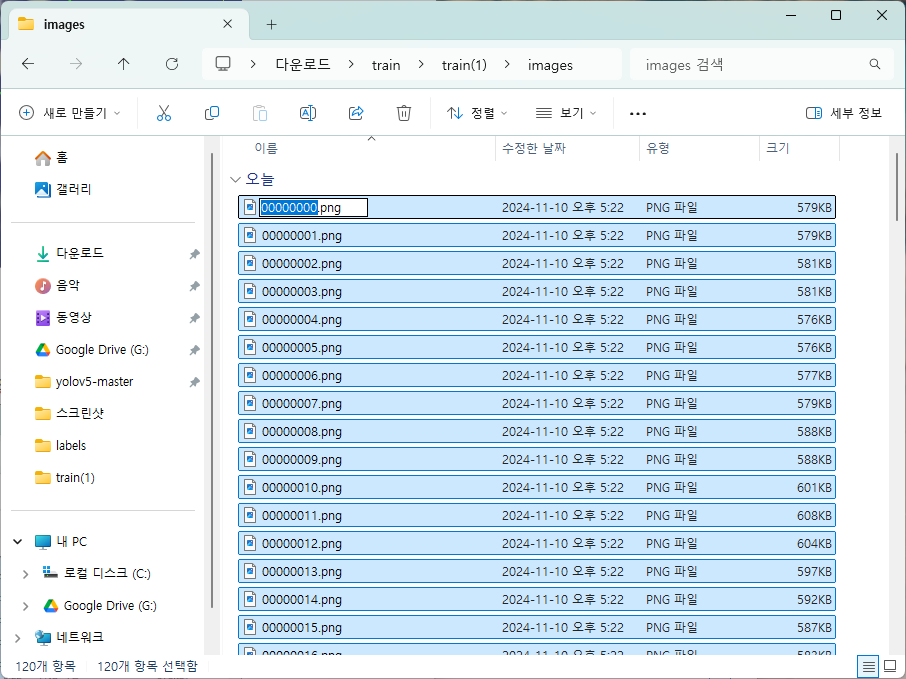 images
다운로드 > train > train(1) > images
images 검색
새로 만들기
정렬
보기
세부 정보
홈
갤러리
다운로드
음악
동영상
Google Drive (G:)
yolov5-master
스크린샷
labels
train(1)
내 PC
로컬 디스크 (C:)
Google Drive (G:)
네트워크
이름 수정한 날짜 유형 크기
오늘
00000000.png 2024-11-10 오후 5:22 PNG 파일 579KB
00000001.png 2024-11-10 오후 5:22 PNG 파일 579KB
00000002.png 2024-11-10 오후 5:22 PNG 파일 581KB
00000003.png 2024-11-10 오후 5:22 PNG 파일 581KB
00000004.png 2024-11-10 오후 5:22 PNG 파일 576KB
00000005.png 2024-11-10 오후 5:22 PNG 파일 576KB
00000006.png 2024-11-10 오후 5:22 PNG 파일 577KB
00000007.png 2024-11-10 오후 5:22 PNG 파일 579KB
00000008.png 2024-11-10 오후 5:22 PNG 파일 588KB
00000009.png 2024-11-10 오후 5:22 PNG 파일 588KB
00000010.png 2024-11-10 오후 5:22 PNG 파일 601KB
00000011.png 2024-11-10 오후 5:22 PNG 파일 608KB
00000012.png 2024-11-10 오후 5:22 PNG 파일 604KB
00000013.png 2024-11-10 오후 5:22 PNG 파일 597KB
00000014.png 2024-11-10 오후 5:22 PNG 파일 592KB
00000015.png 2024-11-10 오후 5:22 PNG 파일 587KB
00000016.png 2024-11-10 오후 5:22 PNG 파일
120개 항목 120개 항목 선택함